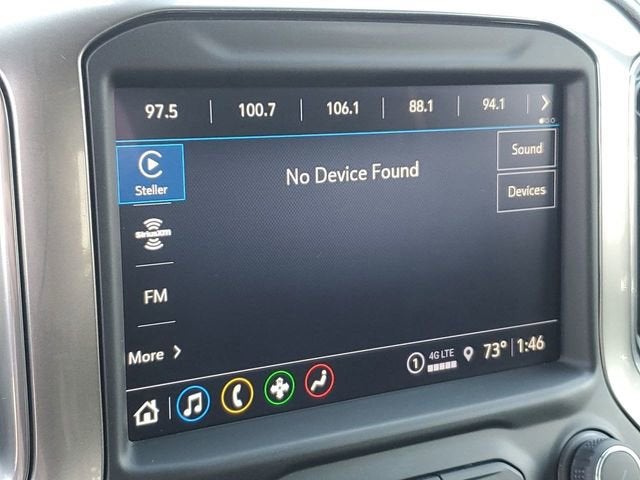 97.5 100.7 106.1 88.1 94.1
Sound
Steller
No Device Found
Devices
SiriusXM
FM
More
1 4G LTE 73° 1:46